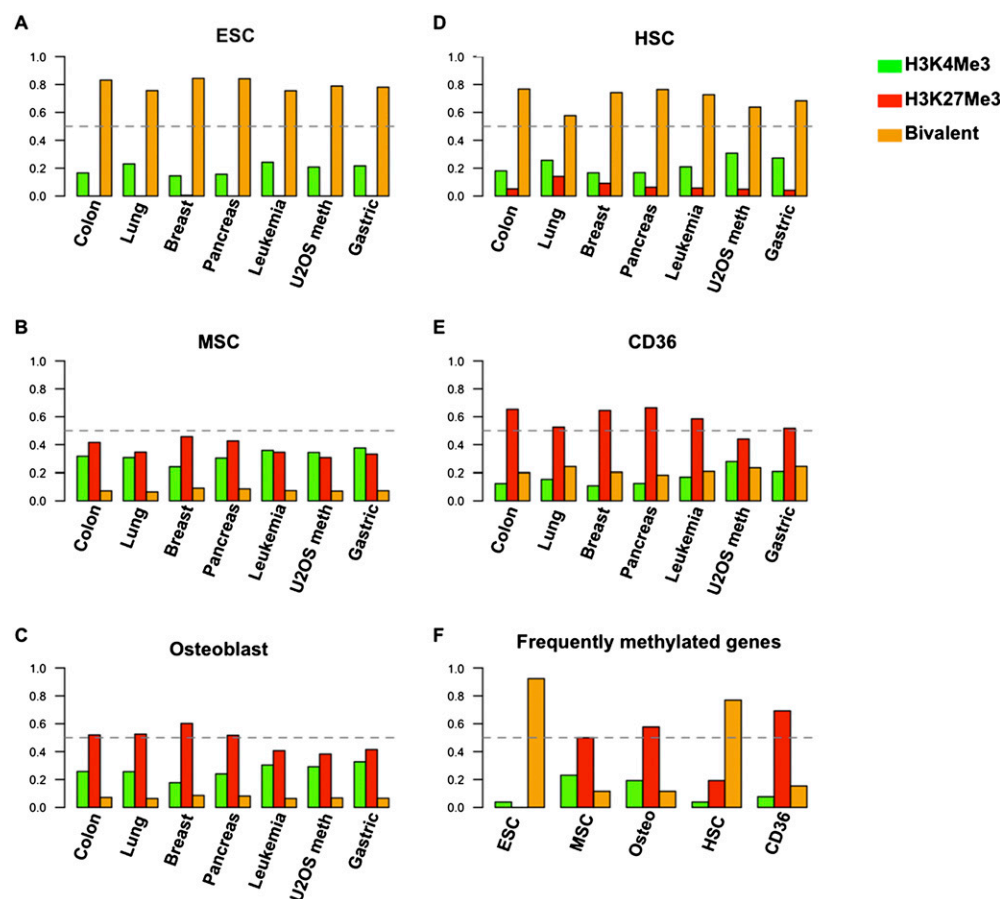 A
ESC
1.0
0.8
0.6
0.4
0.2
0.0
Colon
Lung
Breast
Pancreas
Leukemia
U2OS meth
Gastric
D
HSC
1.0
0.8
0.6
0.4
0.2
0.0
Colon
Lung
Breast
Pancreas
Leukemia
U2OS meth
Gastric
H3K4Me3
H3K27Me3
Bivalent
B
MSC
1.0
0.8
0.6
0.4
0.2
0.0
Colon
Lung
Breast
Pancreas
Leukemia
U2OS meth
Gastric
E
CD36
1.0
0.8
0.6
0.4
0.2
0.0
Colon
Lung
Breast
Pancreas
Leukemia
U2OS meth
Gastric
C
Osteoblast
1.0
0.8
0.6
0.4
0.2
0.0
Colon
Lung
Breast
Pancreas
Leukemia
U2OS meth
Gastric
F
Frequently methylated genes
1.0
0.8
0.6
0.4
0.2
0.0
ESC
MSC
Osteo
HSC
CD36